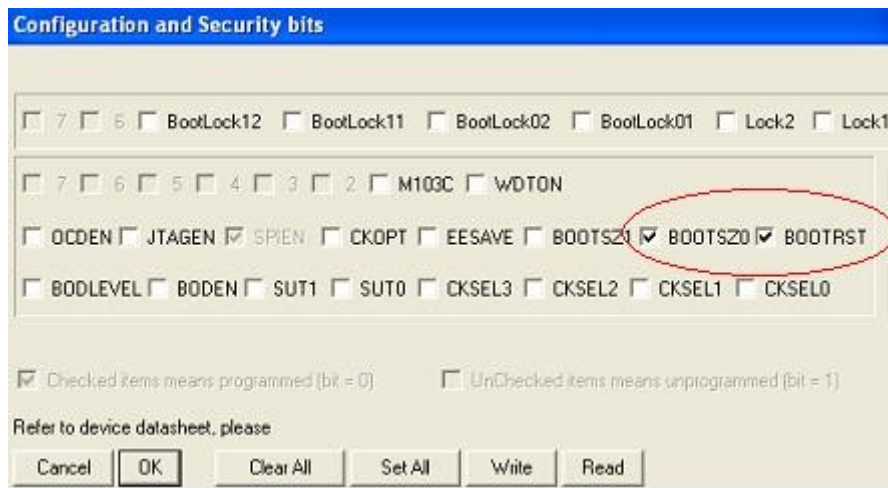 Configuration and Security bits
7 6 BootLock12 BootLock11 BootLock02 BootLock01 Lock2 Lock1
7 6 5 4 3 2 M103C WDTON
OCDEN JTAGEN SPIEN CKOPT EESAVE BOOTSZ1 BOOTSZ0 BOOTRST
BODLEVEL BODEN SUT1 SUT0 CKSEL3 CKSEL2 CKSEL1 CKSEL0
Checked items means programmed (bit = 0) UnChecked items means unprogrammed (bit = 1)
Refer to device datasheet, please
Cancel OK Clear All Set All Write Read